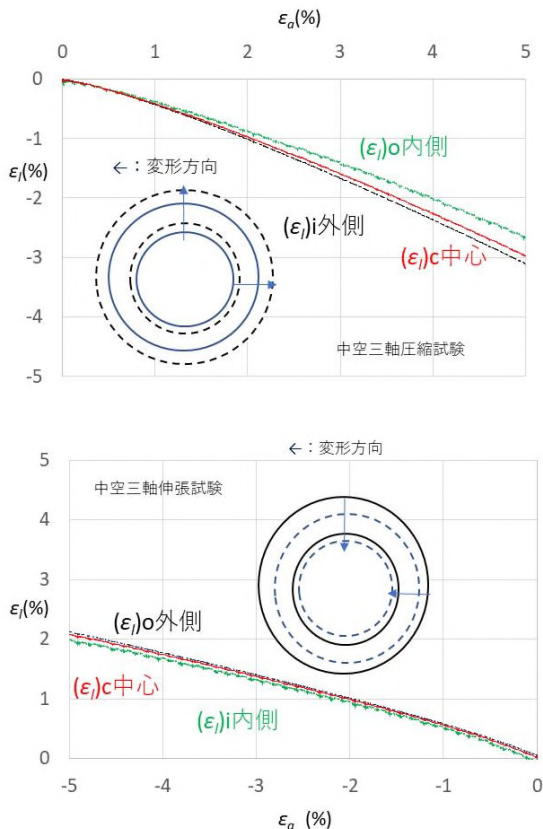 εa(%)
0 1 2 3 4 5
0
-1
-2
-3
-4
-5
εl(%)
(εl)o内側
←：変形方向
(εl)i外側
(εl)c中心
中空三軸圧縮試験
←：変形方向
5
4
3
2
1
0
中空三軸伸張試験
εl(%)
(εl)o外側
(εl)c中心
(εl)i内側
-5 -4 -3 -2 -1 0
εa (%)